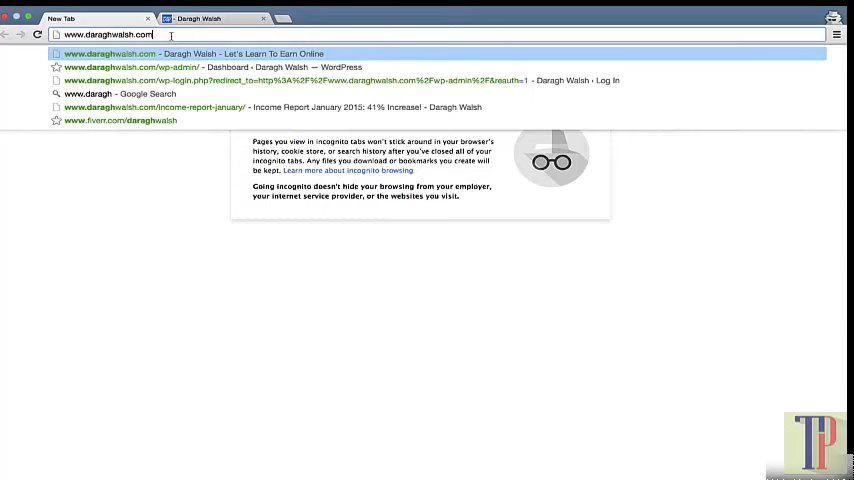 New Tab
Daragh Walsh
www.daraghwalsh.com
www.daraghwalsh.com - Daragh Walsh - Let's Learn To Earn Online
www.daraghwalsh.com/wp-admin/ - Dashboard ‹ Daragh Walsh — WordPress
www.daraghwalsh.com/wp-login.php?redirect_to=http%3A%2F%2Fwww.daraghwalsh.com%2Fwp-admin%2F&reauth=1 - Daragh Walsh › Log In
www.daragh - Google Search
www.daraghwalsh.com/income-report-january/ - Income Report January 2015: 41% Increase! - Daragh Walsh
www.fiverr.com/daraghwalsh
Pages you view in incognito tabs won't stick around in your browser's
history, cookie store, or search history after you've closed all of your
incognito tabs. Any files you download or bookmarks you create will
be kept. Learn more about incognito browsing
Going incognito doesn't hide your browsing from your employer,
your internet service provider, or the websites you visit.
TP